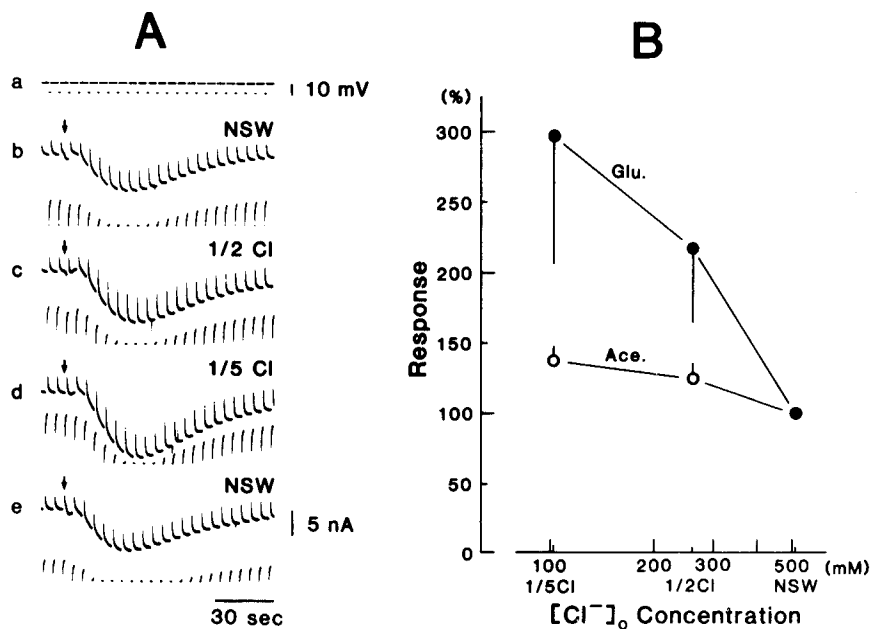 A
a
10 mV
NSW
b
1/2 Cl
c
1/5 Cl
d
NSW
e
5 nA
30 sec
B
(%)
300
250
200
150
100
50
0
Response
Glu.
Ace.
100 200 300 500 (mM)
1/5Cl 1/2Cl NSW
[Cl⁻]ₒ Concentration